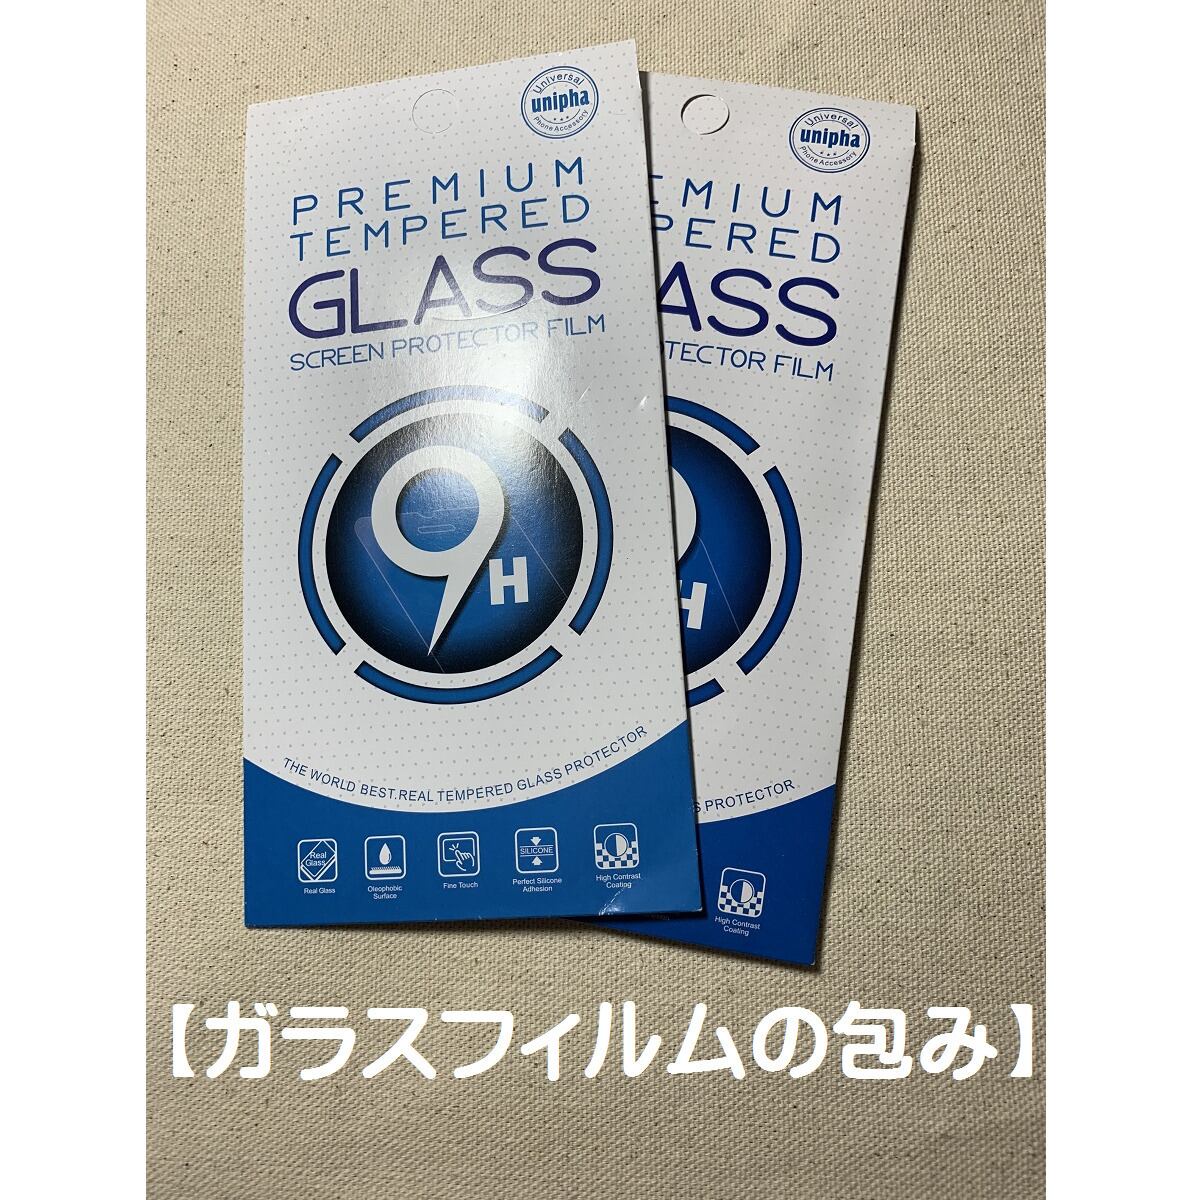 Universal
unipha
Phone Accessory
PREMIUM
TEMPERED
GLASS
SCREEN PROTECTOR FILM
9H
THE WORLD BEST.REAL TEMPERED GLASS PROTECTOR
Real
Glass
Real Glass
Oleophobic
Surface
Fine Touch
SILICONE
Perfect Silicone
Adhesion
High Contrast
Coating
Universal
unipha
Phone Accessory
EMIUM
PERED
ASS
OTECTOR FILM
H
S PROTECTOR
High Contrast
Coating
【ガラスフィルムの包み】